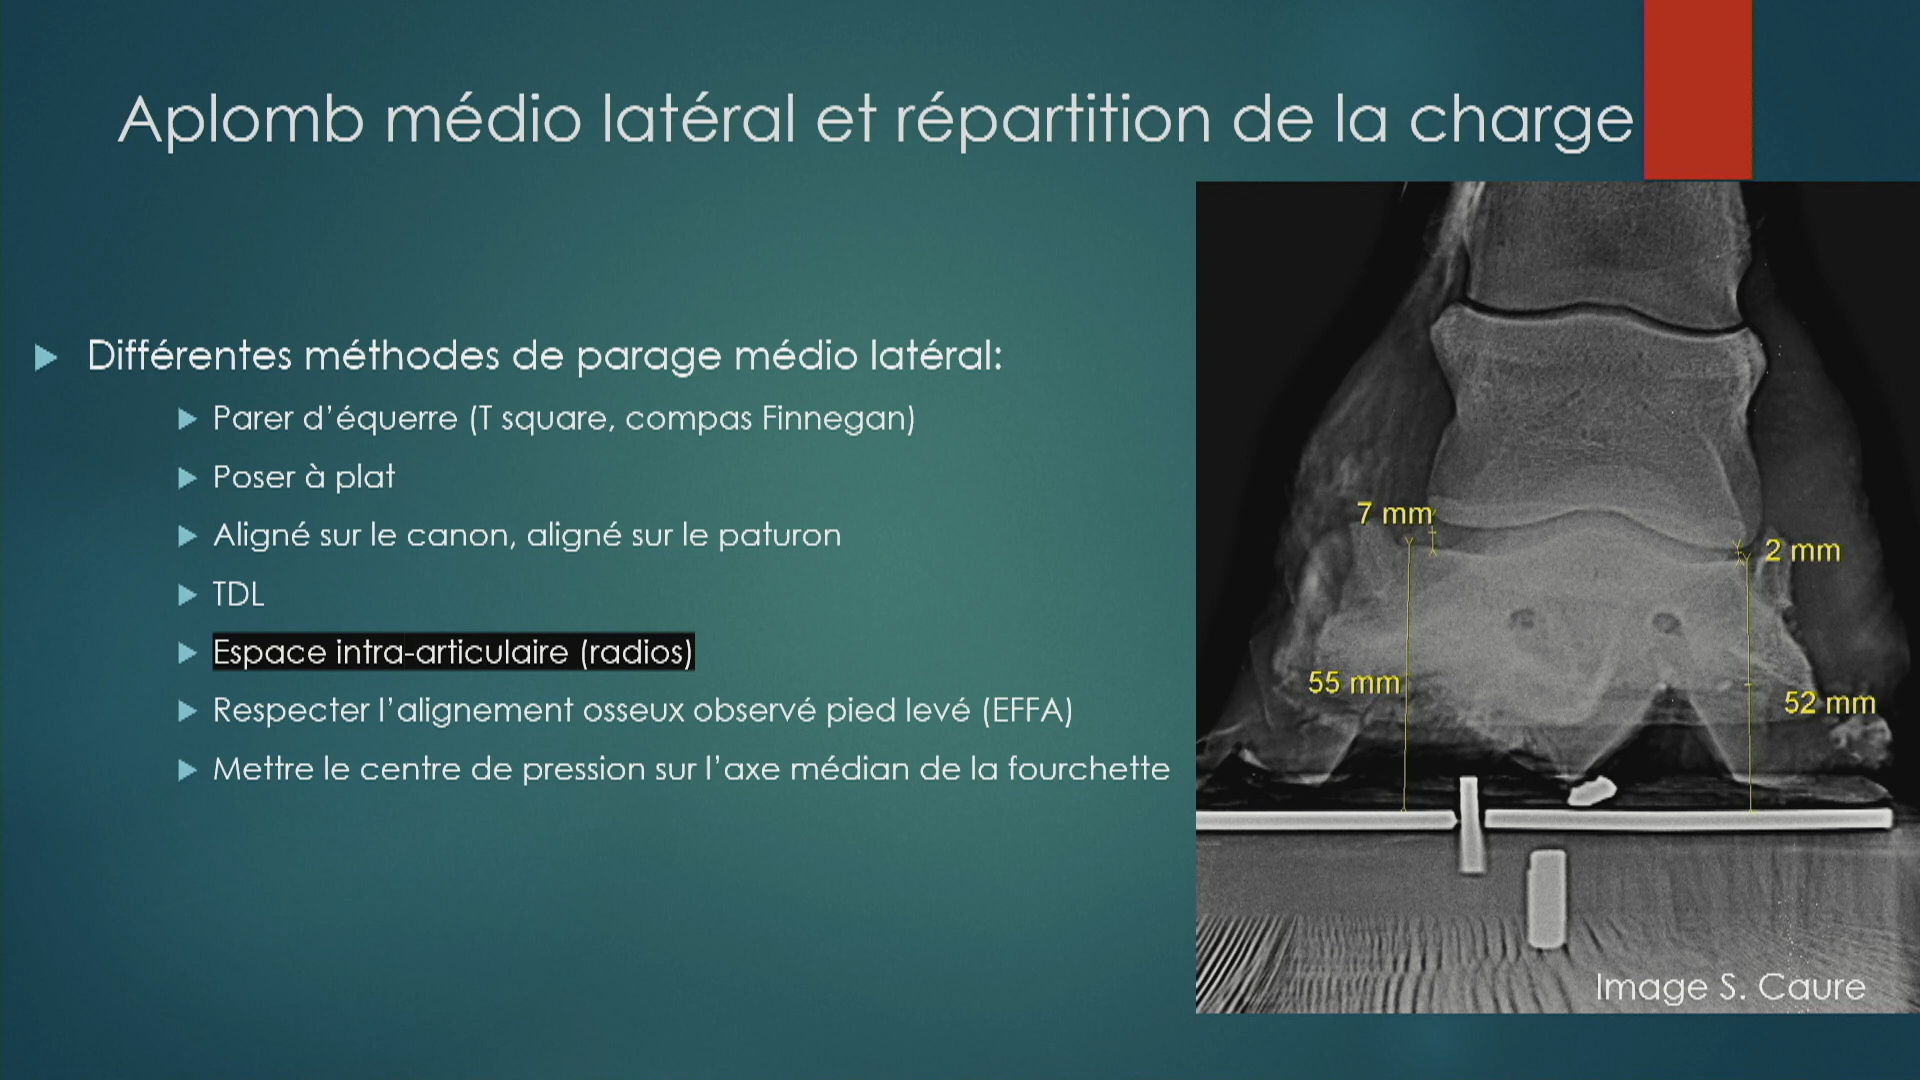 Aplomb médio latéral et répartition de la charge
Différentes méthodes de parage médio latéral:
Parer d'équerre (T square, compas Finnegan)
Poser à plat
Aligné sur le canon, aligné sur le paturon
TDL
Espace intra-articulaire (radios)
Respecter l'alignement osseux observé pied levé (EFFA)
Mettre le centre de pression sur l'axe médian de la fourchette
7 mm
2 mm
55 mm
52 mm
Image S. Caure